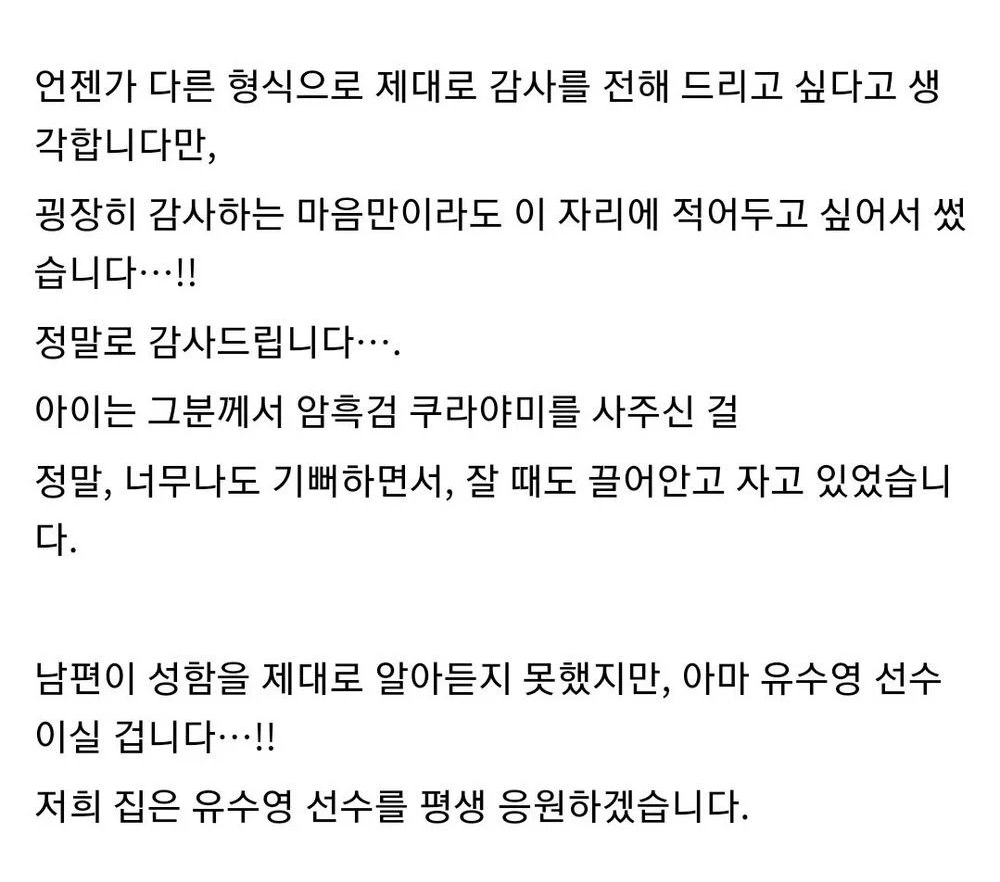 언젠가 다른 형식으로 제대로 감사를 전해 드리고 싶다고 생
각합니다만,
굉장히 감사하는 마음만이라도 이 자리에 적어두고 싶어서 썼
습니다…!!
정말로 감사드립니다….
아이는 그분께서 암흑검 쿠라야미를 사주신 걸
정말, 너무나도 기뻐하면서, 잘 때도 끌어안고 자고 있었습니
다.
남편이 성함을 제대로 알아듣지 못했지만, 아마 유수영 선수
이실 겁니다…!!
저희 집은 유수영 선수를 평생 응원하겠습니다.